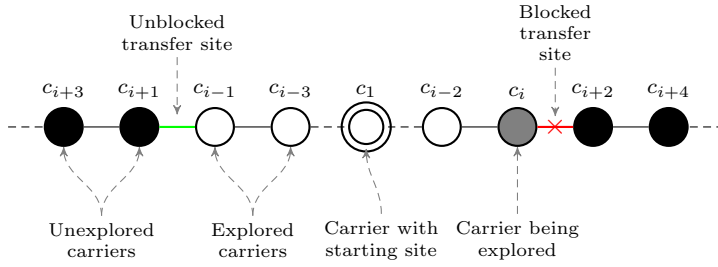 Unblocked
transfer site
Blocked
transfer
site
c_{i+3} c_{i+1} c_{i−1} c_{i−3} c_1 c_{i−2} c_i c_{i+2} c_{i+4}
Unexplored
carriers
Explored
carriers
Carrier with
starting site
Carrier being
explored